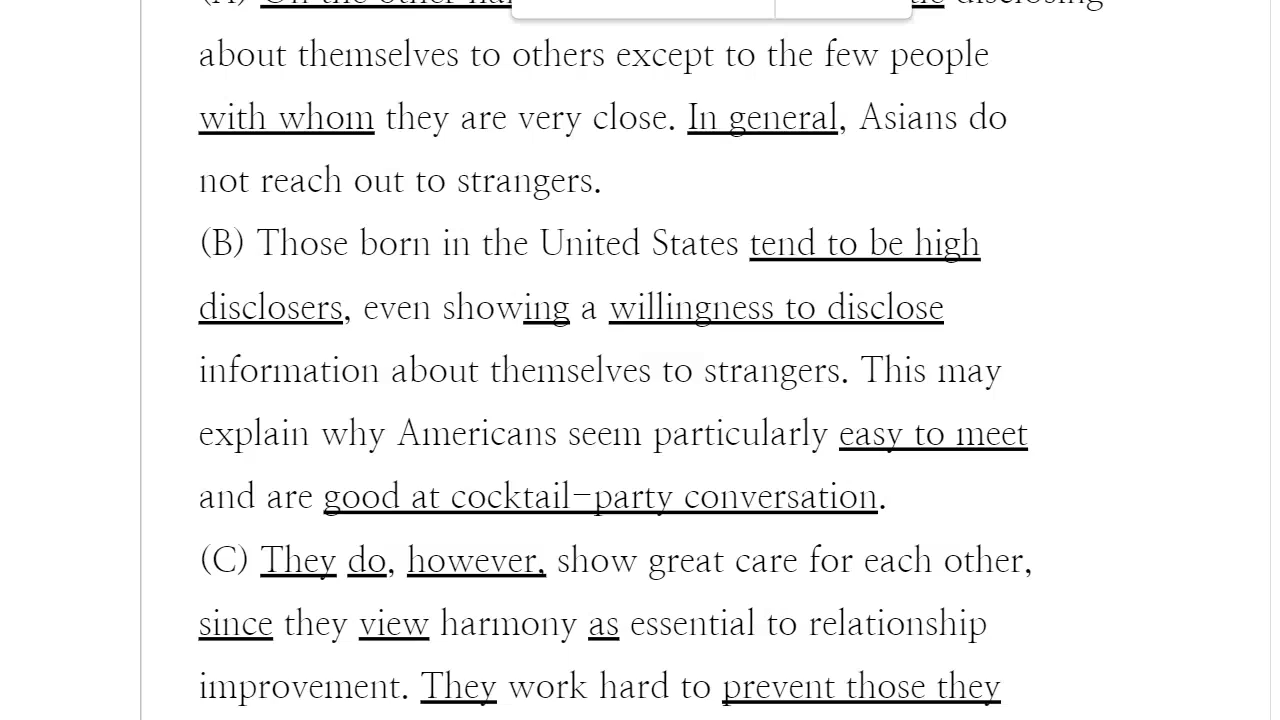 (A) On the other disclosing
about themselves to others except to the few people
with whom they are very close. In general, Asians do
not reach out to strangers.
(B) Those born in the United States tend to be high
disclosers, even showing a willingness to disclose
information about themselves to strangers. This may
explain why Americans seem particularly easy to meet
and are good at cocktail-party conversation.
(C) They do, however, show great care for each other,
since they view harmony as essential to relationship
improvement. They work hard to prevent those they